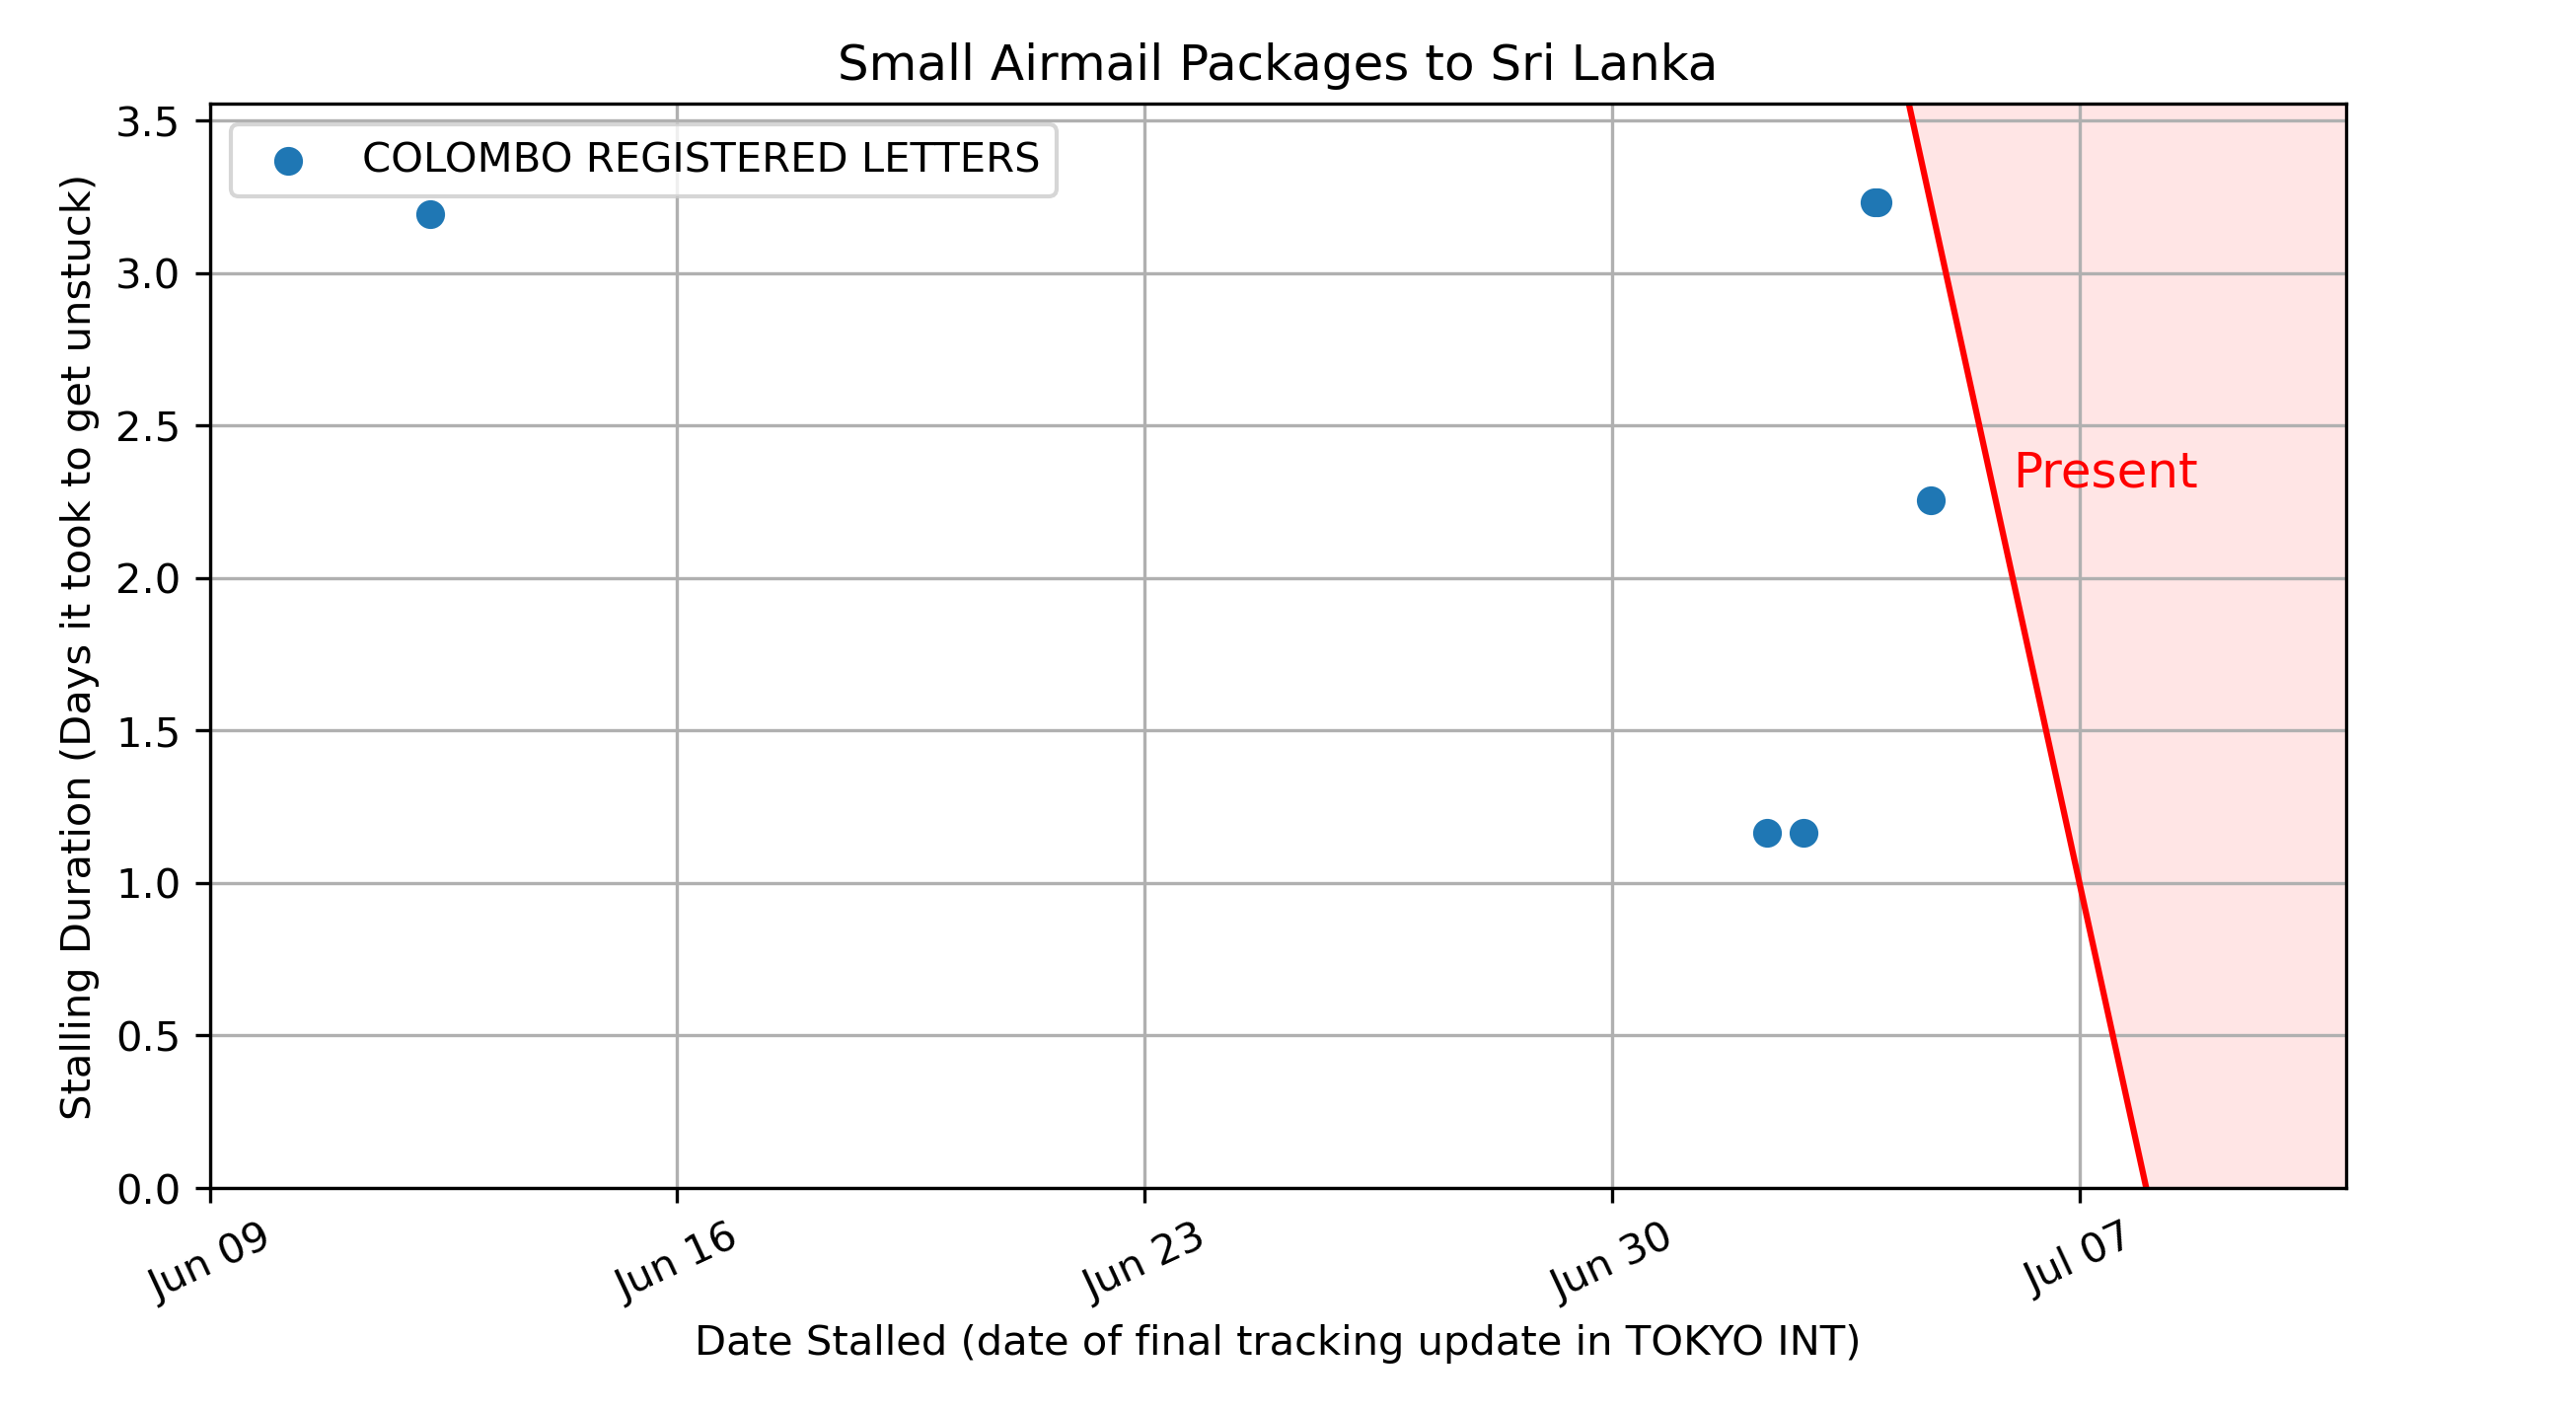 Small Airmail Packages to Sri Lanka
COLOMBO REGISTERED LETTERS
Stalling Duration (Days it took to get unstuck)
3.5
3.0
2.5
2.0
1.5
1.0
0.5
0.0
Present
Jun 09
Jun 16
Jun 23
Jun 30
Jul 07
Date Stalled (date of final tracking update in TOKYO INT)